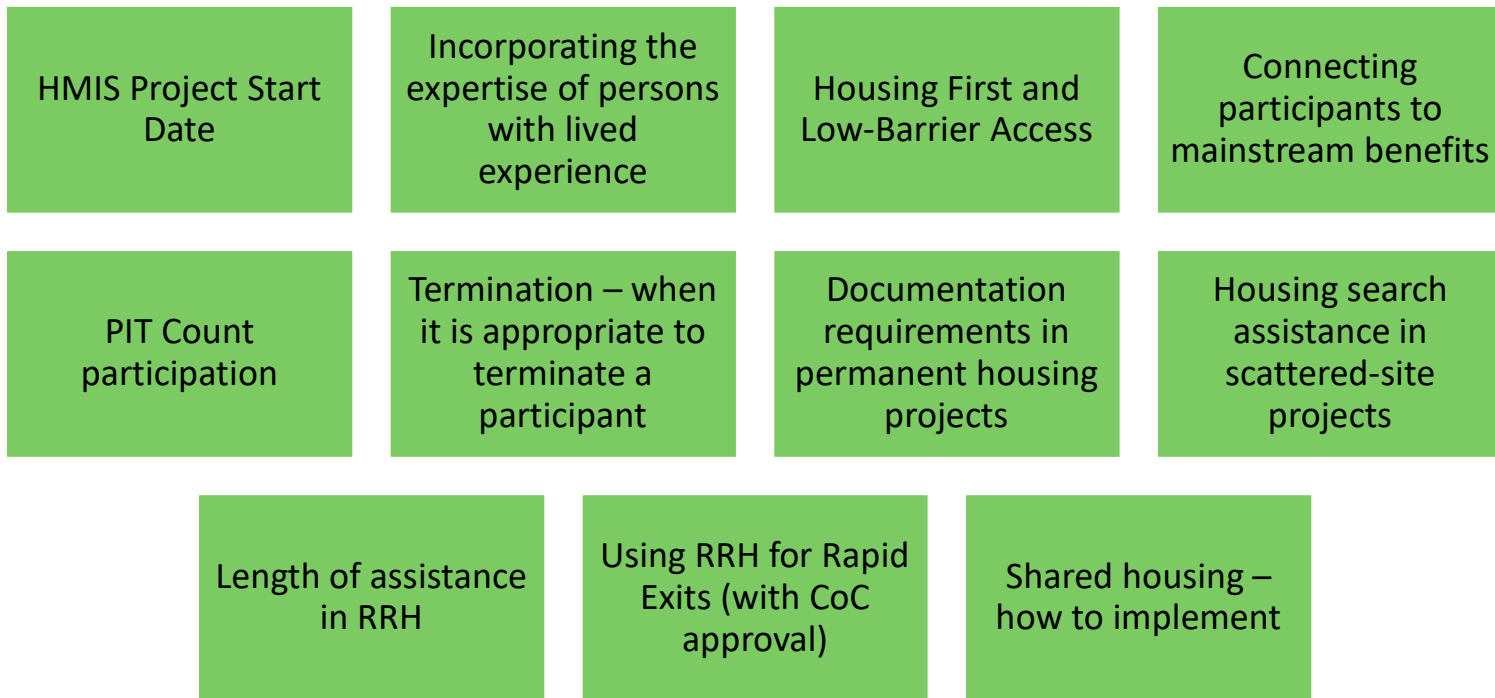 HMIS Project Start
Date
Incorporating the
expertise of persons
with lived
experience
Housing First and
Low-Barrier Access
Connecting
participants to
mainstream benefits
PIT Count
participation
Termination – when
it is appropriate to
terminate a
participant
Documentation
requirements in
permanent housing
projects
Housing search
assistance in
scattered-site
projects
Length of assistance
in RRH
Using RRH for Rapid
Exits (with CoC
approval)
Shared housing –
how to implement